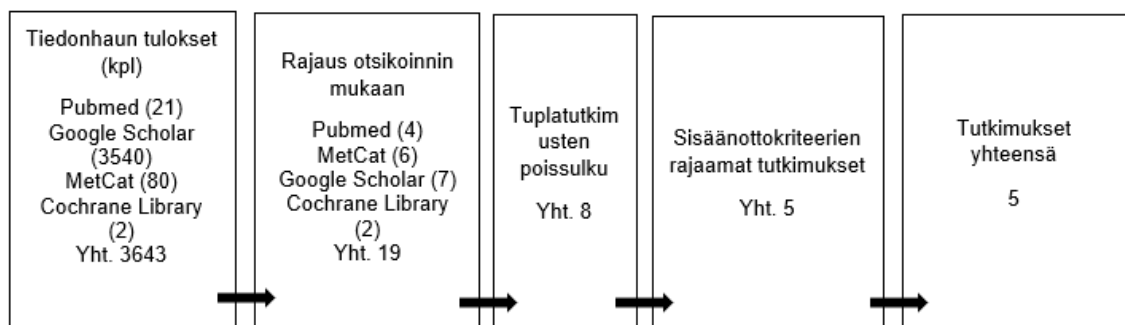 Tiedonhaun tulokset
(kpl)
Pubmed (21)
Google Scholar
(3540)
MetCat (80)
Cochrane Library
(2)
Yht. 3643
Rajaus otsikoinnin
mukaan
Pubmed (4)
MetCat (6)
Google Scholar (7)
Cochrane Library
(2)
Yht. 19
Tuplatutkim
usten
poissulku
Yht. 8
Sisäänottokriteerien
rajaamat tutkimukset
Yht. 5
Tutkimukset
yhteensä
5